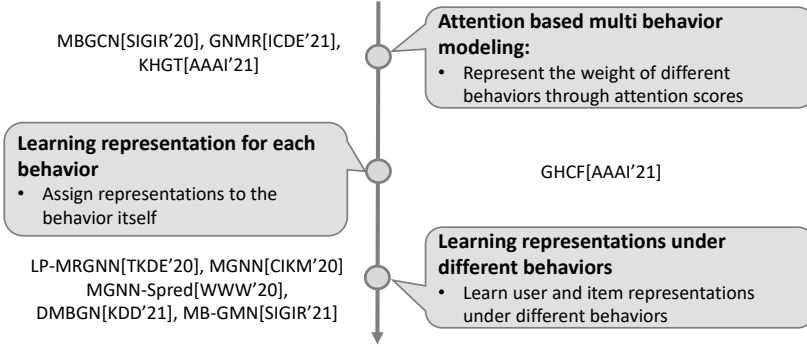 MBGCN[SIGIR’20], GNMR[ICDE’21],
KHGT[AAAI’21]
Attention based multi behavior
modeling:
• Represent the weight of different
behaviors through attention scores
Learning representation for each
behavior
• Assign representations to the
behavior itself
GHCF[AAAI’21]
LP-MRGNN[TKDE’20], MGNN[CIKM’20]
MGNN-Spred[WWW’20],
DMBGN[KDD’21], MB-GMN[SIGIR’21]
Learning representations under
different behaviors
• Learn user and item representations
under different behaviors